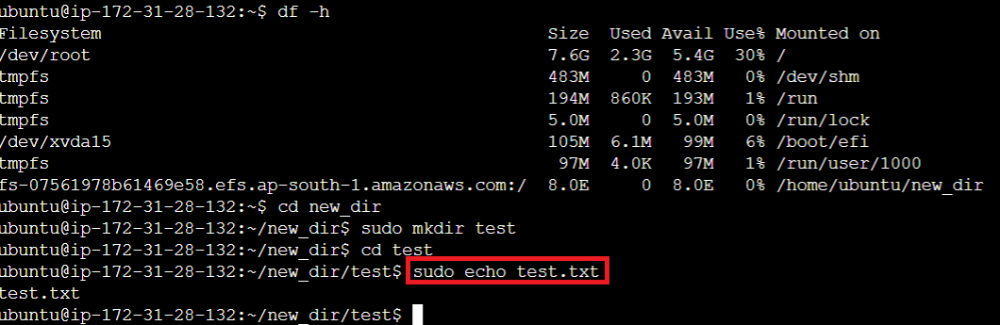 ubuntu@ip-172-31-28-132:~$ df -h
Filesystem Size Used Avail Use% Mounted on
/dev/root 7.6G 2.3G 5.4G 30% /
tmpfs 483M 0 483M 0% /dev/shm
tmpfs 194M 860K 193M 1% /run
tmpfs 5.0M 0 5.0M 0% /run/lock
/dev/xvda15 105M 6.1M 99M 6% /boot/efi
tmpfs 97M 4.0K 97M 1% /run/user/1000
fs-07561978b61469e58.efs.ap-south-1.amazonaws.com:/ 8.0E 0 8.0E 0% /home/ubuntu/new_dir
ubuntu@ip-172-31-28-132:~$ cd new_dir
ubuntu@ip-172-31-28-132:~/new_dir$ sudo mkdir test
ubuntu@ip-172-31-28-132:~/new_dir$ cd test
ubuntu@ip-172-31-28-132:~/new_dir/test$ sudo echo test.txt
test.txt
ubuntu@ip-172-31-28-132:~/new_dir/test$